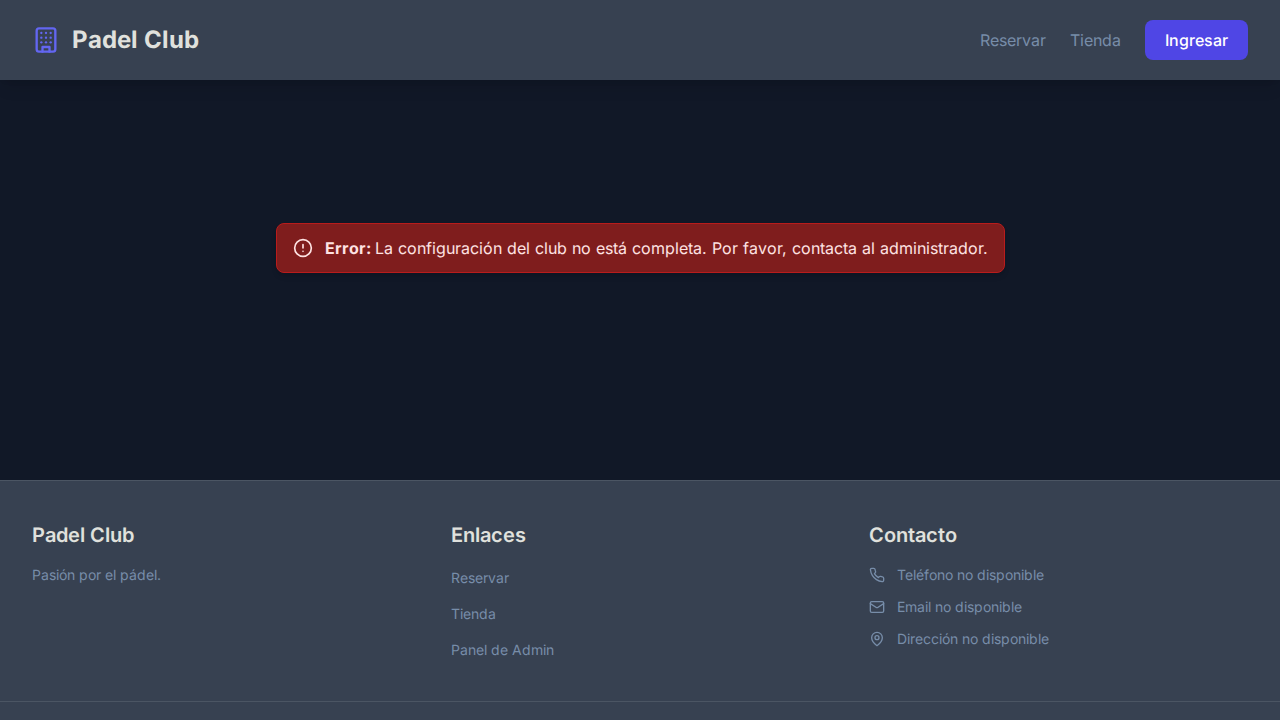 Padel Club
Reservar
Tienda
Ingresar
Error: La configuración del club no está completa. Por favor, contacta al administrador.
Padel Club
Pasión por el pádel.
Enlaces
Reservar
Tienda
Panel de Admin
Contacto
Teléfono no disponible
Email no disponible
Dirección no disponible